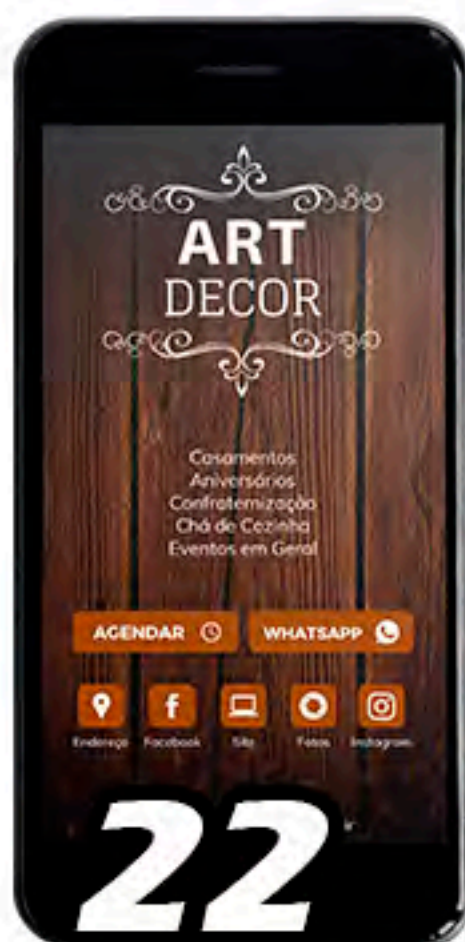 ART
DECOR
Casamentos
Aniversários
Confraternização
Chá de Cozinha
Eventos em Geral
AGENDAR
WHATSAPP
Endereço Facebook Site Fotos Instagram
22